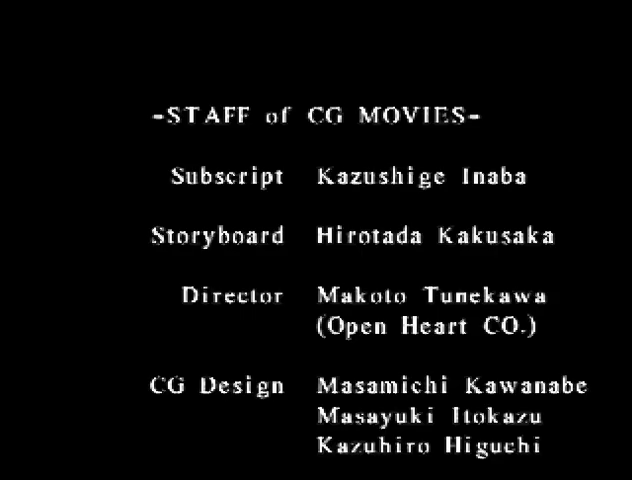 -STAFF of CG MOVIES-
Subscript Kazushige Inaba
Storyboard Hirotada Kakusaka
Director Makoto Tunekawa
(Open Heart CO.)
CG Design Masamichi Kawanabe
Masayuki Itokazu
Kazuhiro Higuchi